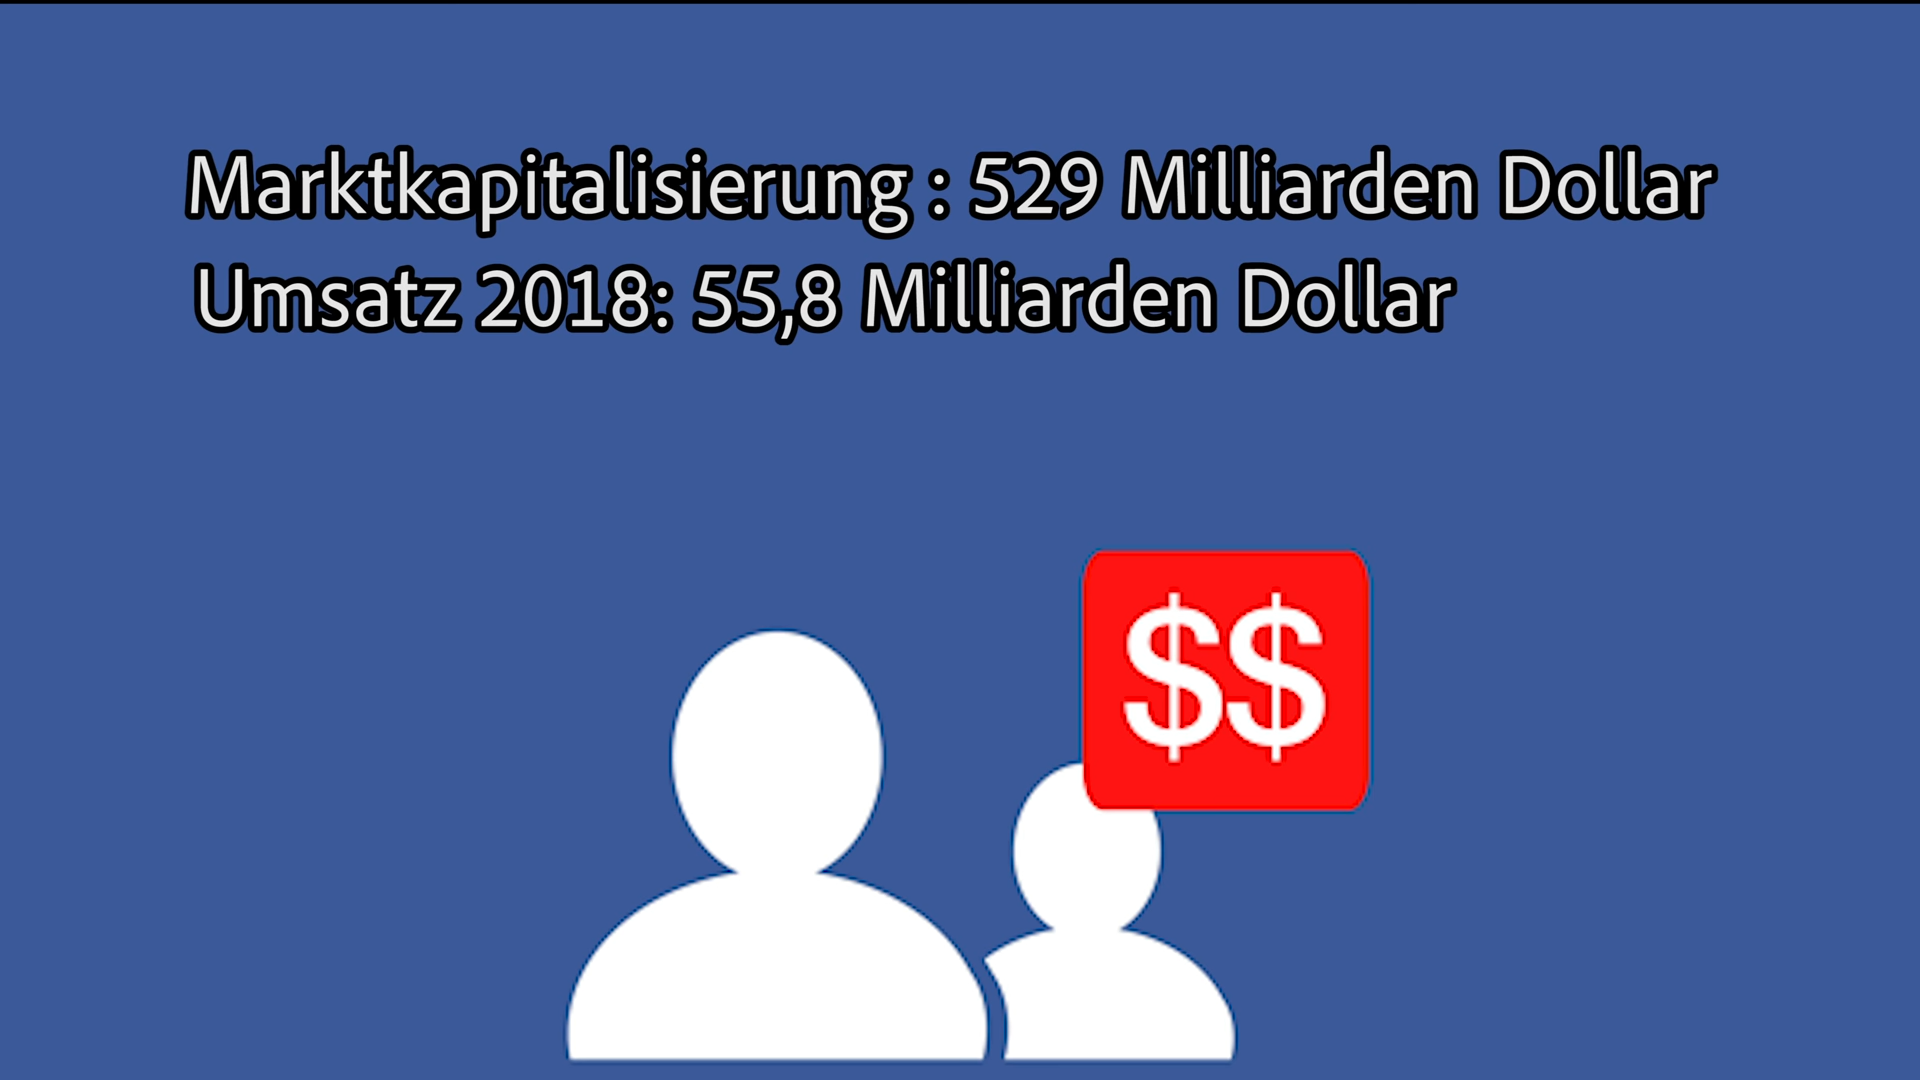 Marktkapitalisierung : 529 Milliarden Dollar
Umsatz 2018: 55,8 Milliarden Dollar
$$